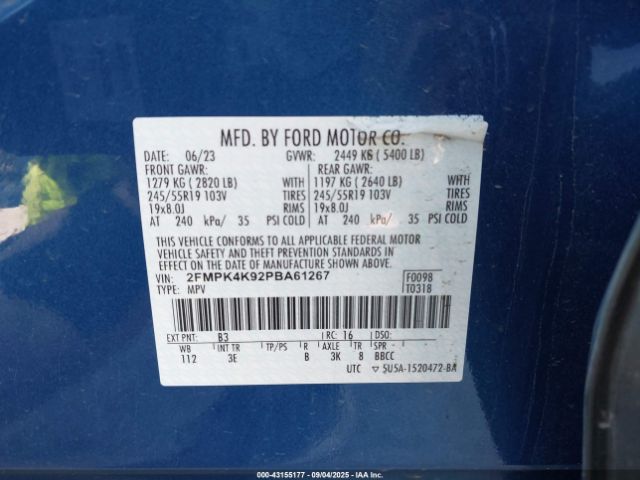 MFD. BY FORD MOTOR CO.
DATE: 06/23 GVWR: 2449 KG ( 5400 LB)
FRONT GAWR: REAR GAWR:
1279 KG ( 2820 LB) WITH 1197 KG ( 2640 LB) WITH
245/55R19 103V TIRES 245/55R19 103V TIRES
19x8.0J RIMS 19x8.0J RIMS
AT 240 kPa/ 35 PSI COLD AT 240 kPa/ 35 PSI COLD
THIS VEHICLE CONFORMS TO ALL APPLICABLE FEDERAL MOTOR
VEHICLE SAFETY AND THEFT PREVENTION STANDARDS IN
EFFECT ON THE DATE OF MANUFACTURE SHOWN ABOVE.
VIN: 2FMPK4K92PBA61267 F0098
TYPE: MPV T0318
EXT PNT: B3 RC: 16 DSO:
WB INT TR TP/PS R AXLE TR SPR
112 3E B 3K 8 BBCC
UTC ▽ 5U5A-1520472-BA
000-43155177 - 09/04/2025 - IAAI.com